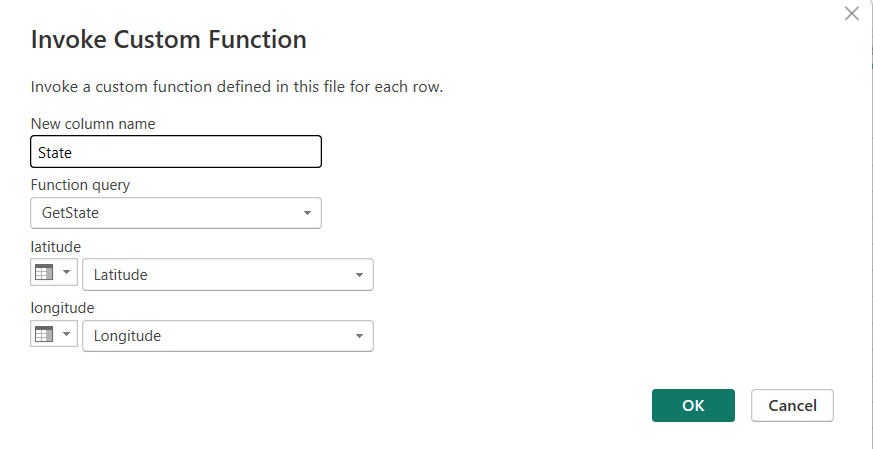 Invoke Custom Function
Invoke a custom function defined in this file for each row.
New column name
State
Function query
GetState
latitude
Latitude
longitude
Longitude
OK
Cancel